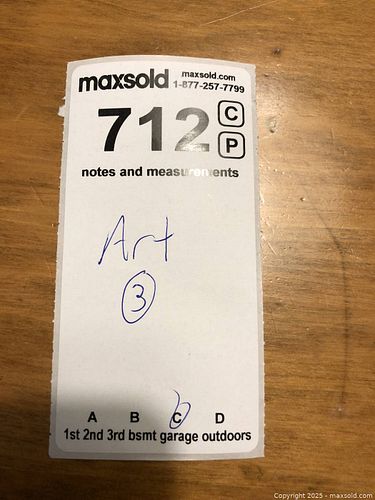 maxsold maxsold.com
1-877-257-7799
712 C
P
notes and measurements
Art
3
A B C D
1st 2nd 3rd bsmt garage outdoors
Copyright 2025 - maxsold.com